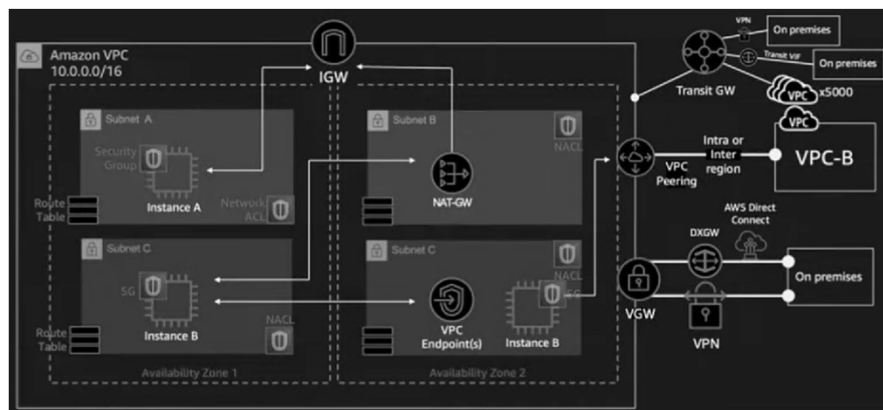 Amazon VPC
10.0.0.0/16
IGW
Subnet A
Security
Group
Instance A
Route
Table
Network
ACL
Subnet B
NACL
NAT-GW
Subnet C
SG
Instance B
Route
Table
NACL
Availability Zone 1
Subnet C
NACL
SG
VPC
Endpoint(s)
Instance B
Availability Zone 2
VPN
On premises
Transit VIF
On premises
Transit GW
VPC
x5000
VPC
VPC-B
Intra or
Inter
region
VPC
Peering
AWS Direct
Connect
DXGW
On premises
VGW
VPN